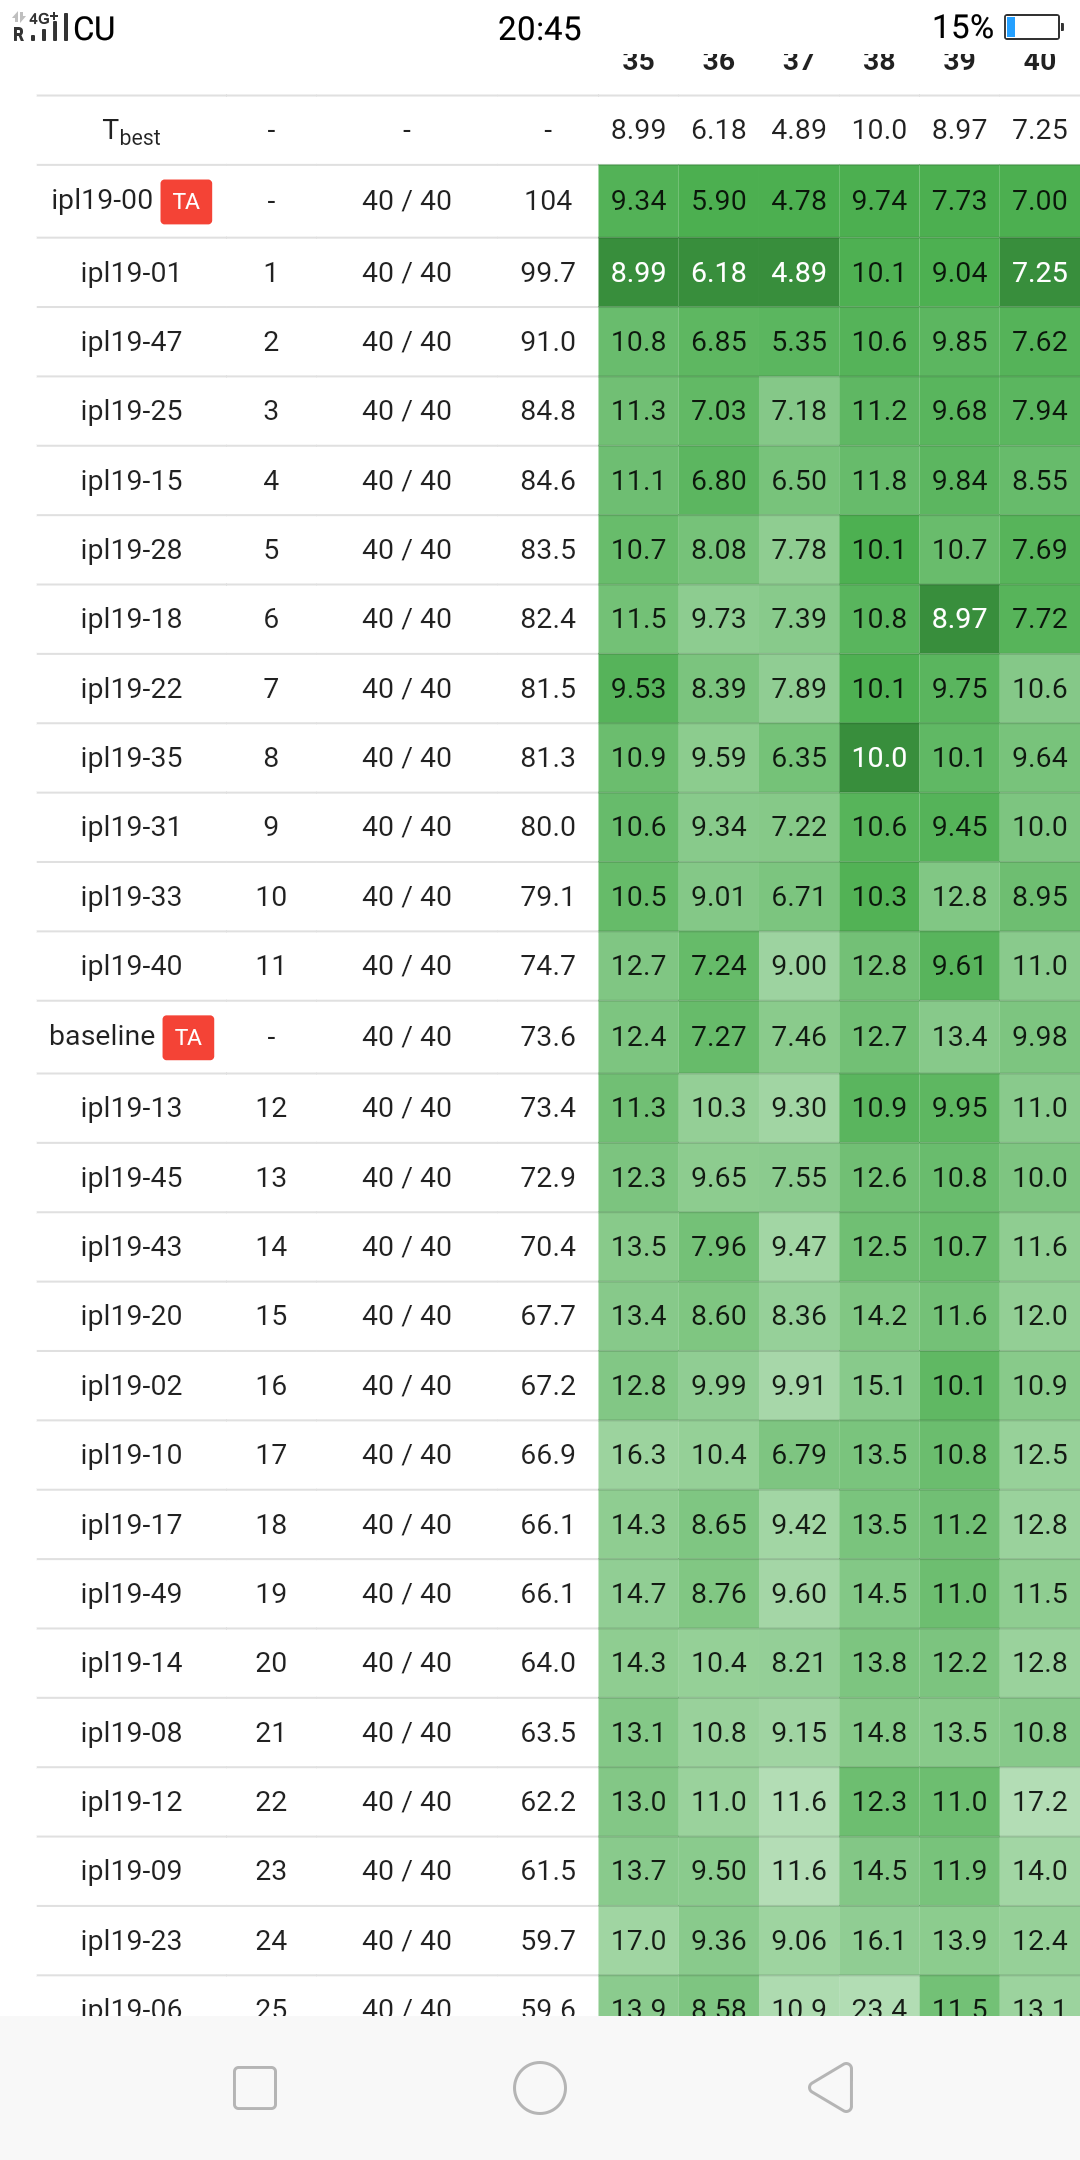 4G+ R CU 20:45 15%
35 36 37 38 39 40
Tbest - - - 8.99 6.18 4.89 10.0 8.97 7.25
ipl19-00 TA - 40 / 40 104 9.34 5.90 4.78 9.74 7.73 7.00
ipl19-01 1 40 / 40 99.7 8.99 6.18 4.89 10.1 9.04 7.25
ipl19-47 2 40 / 40 91.0 10.8 6.85 5.35 10.6 9.85 7.62
ipl19-25 3 40 / 40 84.8 11.3 7.03 7.18 11.2 9.68 7.94
ipl19-15 4 40 / 40 84.6 11.1 6.80 6.50 11.8 9.84 8.55
ipl19-28 5 40 / 40 83.5 10.7 8.08 7.78 10.1 10.7 7.69
ipl19-18 6 40 / 40 82.4 11.5 9.73 7.39 10.8 8.97 7.72
ipl19-22 7 40 / 40 81.5 9.53 8.39 7.89 10.1 9.75 10.6
ipl19-35 8 40 / 40 81.3 10.9 9.59 6.35 10.0 10.1 9.64
ipl19-31 9 40 / 40 80.0 10.6 9.34 7.22 10.6 9.45 10.0
ipl19-33 10 40 / 40 79.1 10.5 9.01 6.71 10.3 12.8 8.95
ipl19-40 11 40 / 40 74.7 12.7 7.24 9.00 12.8 9.61 11.0
baseline TA - 40 / 40 73.6 12.4 7.27 7.46 12.7 13.4 9.98
ipl19-13 12 40 / 40 73.4 11.3 10.3 9.30 10.9 9.95 11.0
ipl19-45 13 40 / 40 72.9 12.3 9.65 7.55 12.6 10.8 10.0
ipl19-43 14 40 / 40 70.4 13.5 7.96 9.47 12.5 10.7 11.6
ipl19-20 15 40 / 40 67.7 13.4 8.60 8.36 14.2 11.6 12.0
ipl19-02 16 40 / 40 67.2 12.8 9.99 9.91 15.1 10.1 10.9
ipl19-10 17 40 / 40 66.9 16.3 10.4 6.79 13.5 10.8 12.5
ipl19-17 18 40 / 40 66.1 14.3 8.65 9.42 13.5 11.2 12.8
ipl19-49 19 40 / 40 66.1 14.7 8.76 9.60 14.5 11.0 11.5
ipl19-14 20 40 / 40 64.0 14.3 10.4 8.21 13.8 12.2 12.8
ipl19-08 21 40 / 40 63.5 13.1 10.8 9.15 14.8 13.5 10.8
ipl19-12 22 40 / 40 62.2 13.0 11.0 11.6 12.3 11.0 17.2
ipl19-09 23 40 / 40 61.5 13.7 9.50 11.6 14.5 11.9 14.0
ipl19-23 24 40 / 40 59.7 17.0 9.36 9.06 16.1 13.9 12.4
ipl19-06 25 40 / 40 59.6 13.9 8.58 10.9 23.4 11.5 13.1